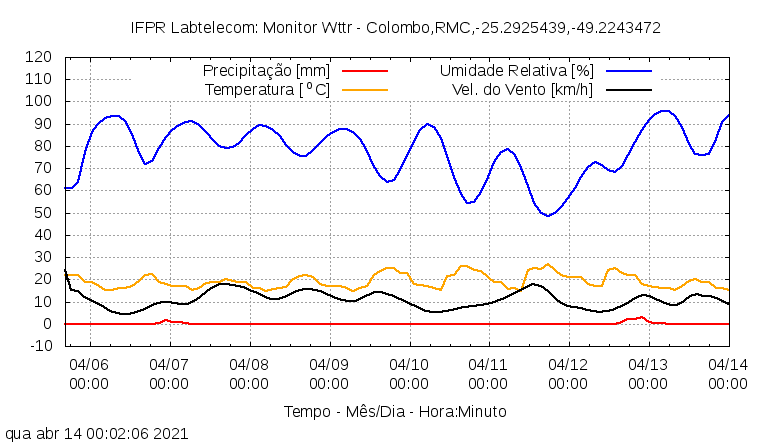 IFPR Labtelecom: Monitor Wttr - Colombo,RMC,-25.2925439,-49.2243472
Precipitação [mm] Umidade Relativa [%]
Temperatura [⁰C] Vel. do Vento [km/h]
120
110
100
90
80
70
60
50
40
30
20
10
0
-10
04/06 04/07 04/08 04/09 04/10 04/11 04/12 04/13 04/14
00:00 00:00 00:00 00:00 00:00 00:00 00:00 00:00 00:00
Tempo - Mês/Dia - Hora:Minuto
qua abr 14 00:02:06 2021